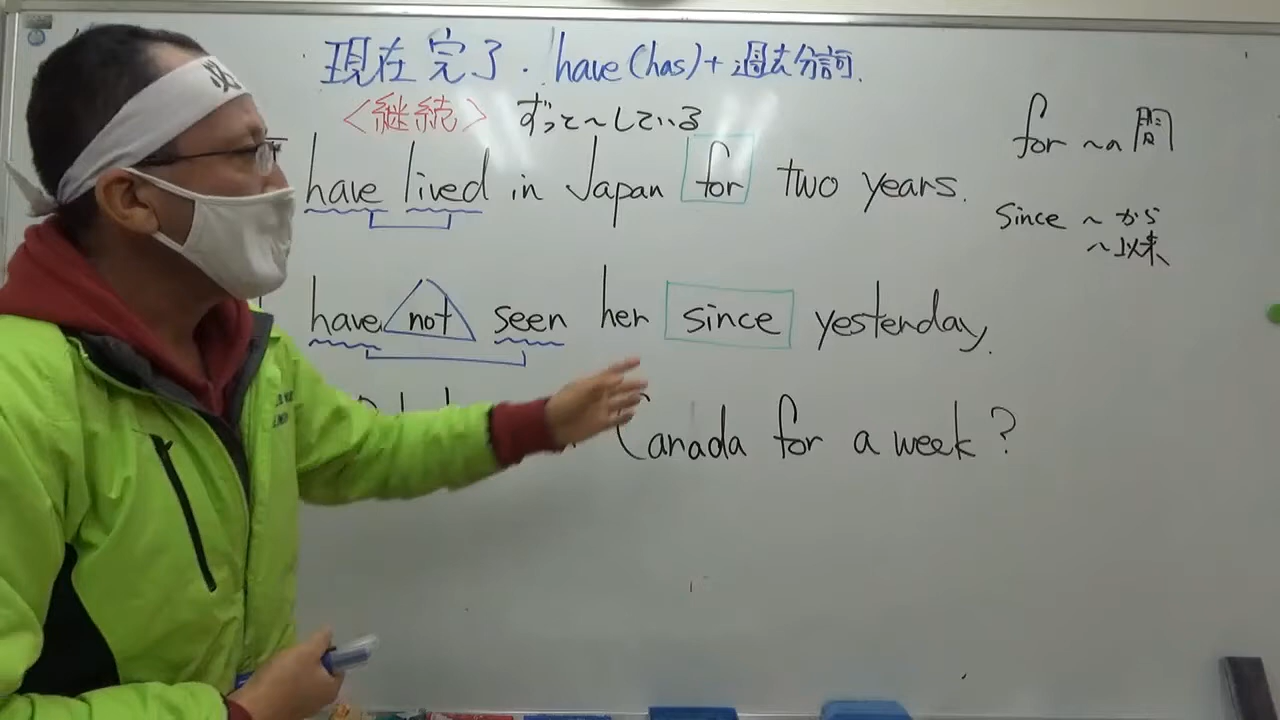 現在完了. have(has)+過去分詞.
<継続> ずっと〜している
for 〜の間
have lived in Japan for two years.
since 〜から
〜以来
have not seen her since yesterday.
Canada for a week?
必